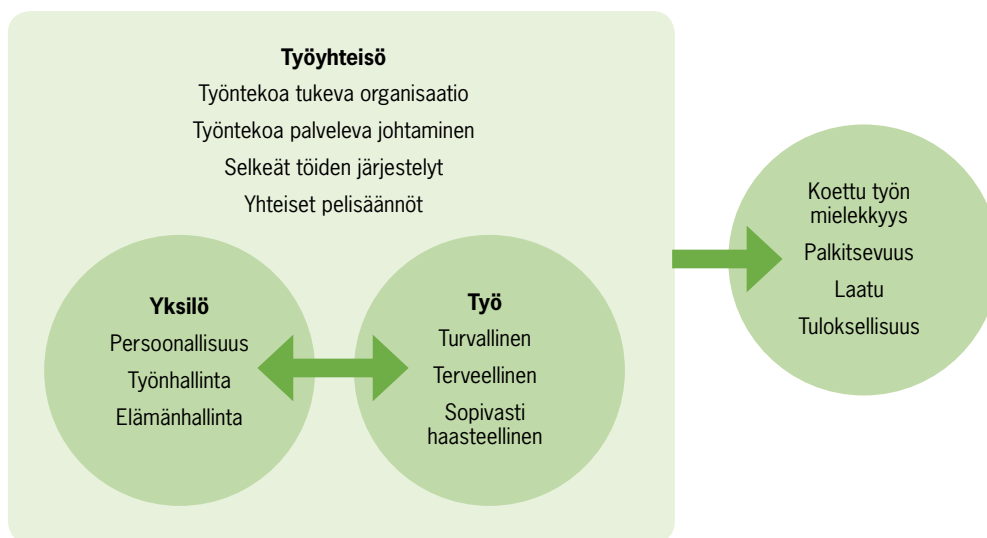 Työyhteisö
Työntekoa tukeva organisaatio
Työntekoa palveleva johtaminen
Selkeät töiden järjestelyt
Yhteiset pelisäännöt
Yksilö
Persoonallisuus
Työnhallinta
Elämänhallinta
Työ
Turvallinen
Terveellinen
Sopivasti
haasteellinen
Koettu työn
mielekkyys
Palkitsevuus
Laatu
Tuloksellisuus